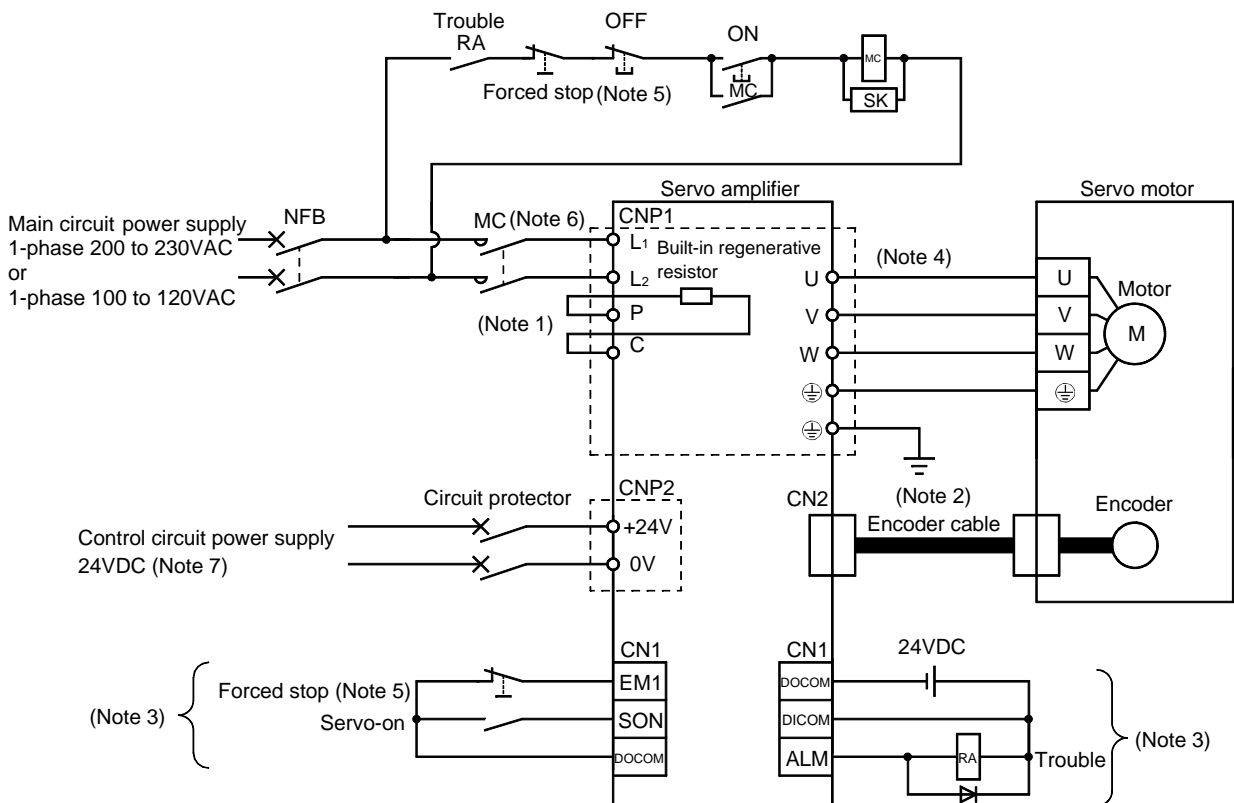 Trouble
RA
OFF
ON
MC
Forced stop (Note 5)
MC
SK
Servo amplifier
Servo motor
Main circuit power supply
1-phase 200 to 230VAC
or
1-phase 100 to 120VAC
NFB
MC (Note 6)
CNP1
L1
Built-in regenerative
resistor
L2
(Note 1)
P
C
U
V
W
(Note 4)
U
V
W
Motor
M
(Note 2)
CNP2
Circuit protector
Control circuit power supply
24VDC (Note 7)
+24V
0V
CN2
Encoder cable
Encoder
CN1
(Note 3)
Forced stop (Note 5)
Servo-on
EM1
SON
DOCOM
CN1
24VDC
DOCOM
DICOM
ALM
RA
Trouble
(Note 3)